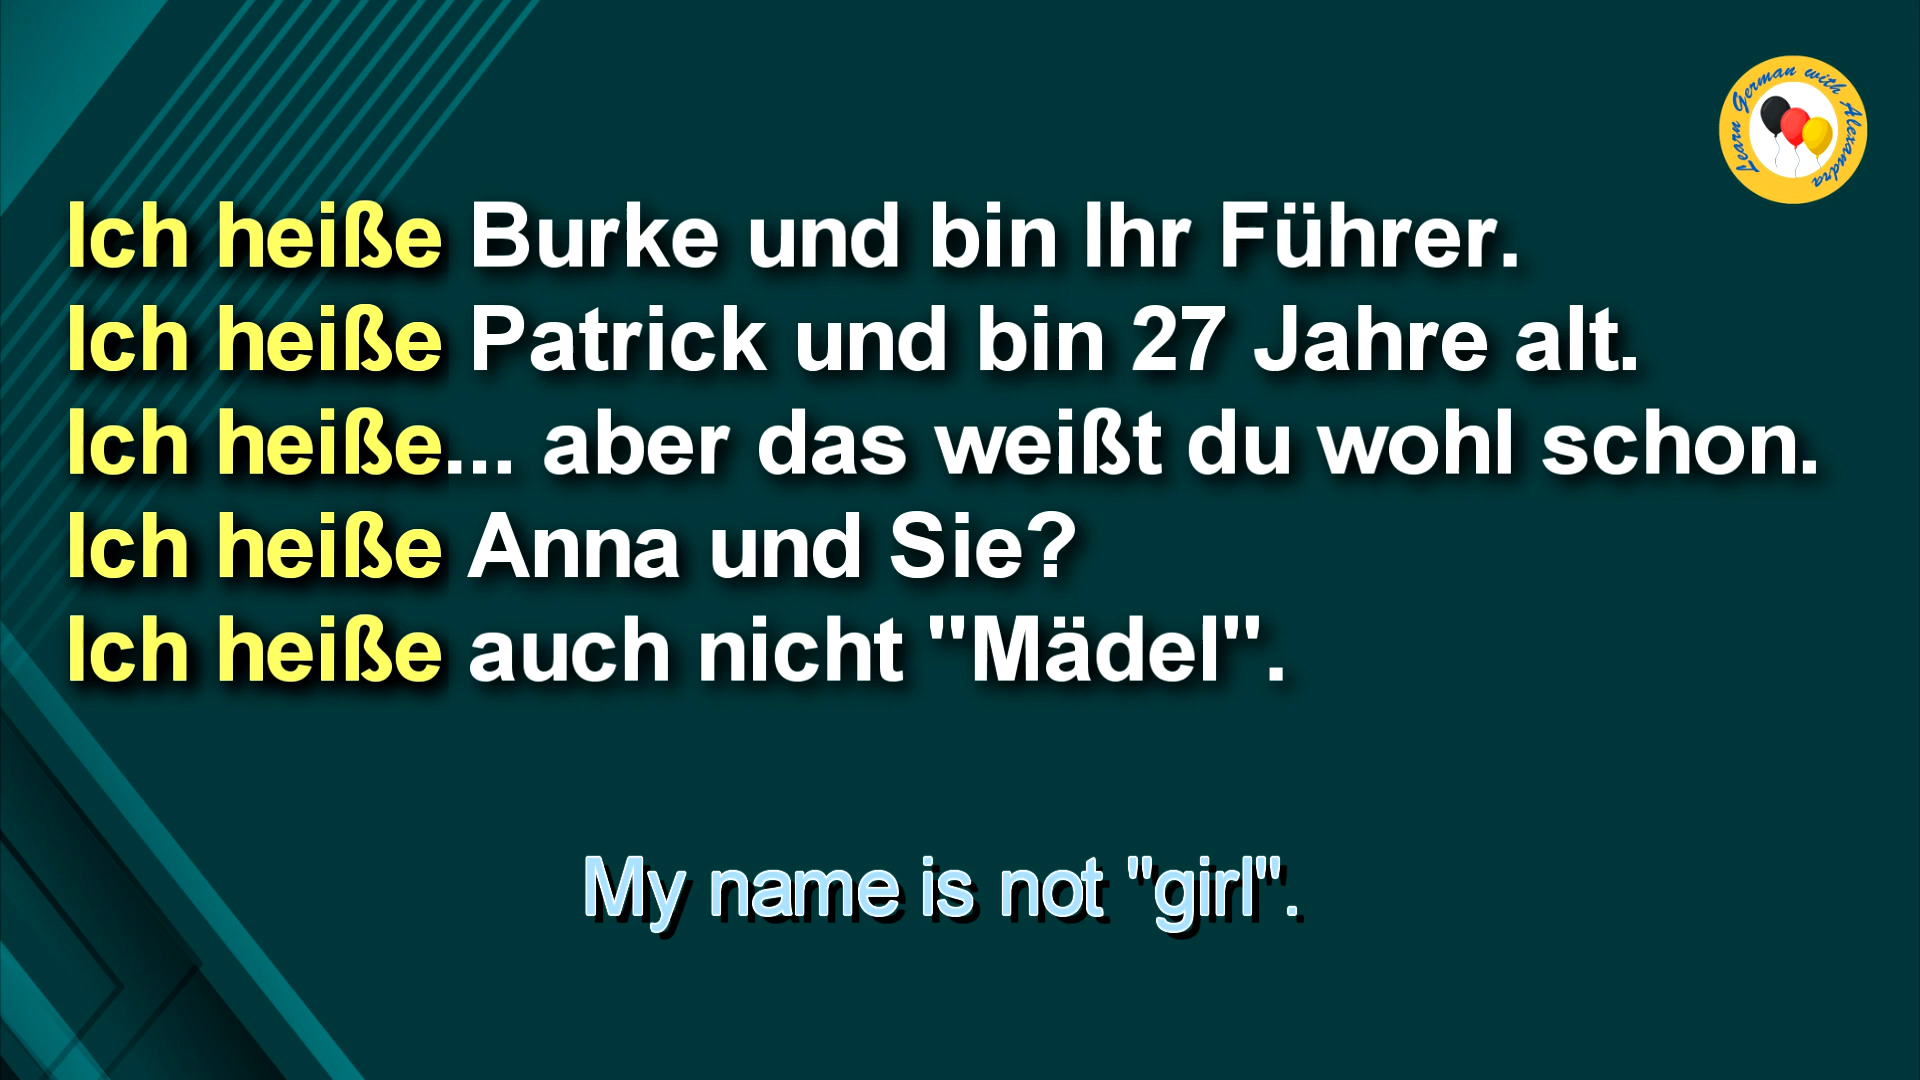 Learn German with Alexandra
Ich heiße Burke und bin Ihr Führer.
Ich heiße Patrick und bin 27 Jahre alt.
Ich heiße... aber das weißt du wohl schon.
Ich heiße Anna und Sie?
Ich heiße auch nicht "Mädel".
My name is not "girl".